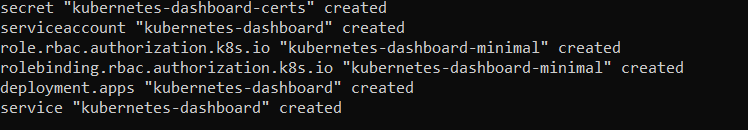 secret "kubernetes-dashboard-certs" created
serviceaccount "kubernetes-dashboard" created
role.rbac.authorization.k8s.io "kubernetes-dashboard-minimal" created
rolebinding.rbac.authorization.k8s.io "kubernetes-dashboard-minimal" created
deployment.apps "kubernetes-dashboard" created
service "kubernetes-dashboard" created